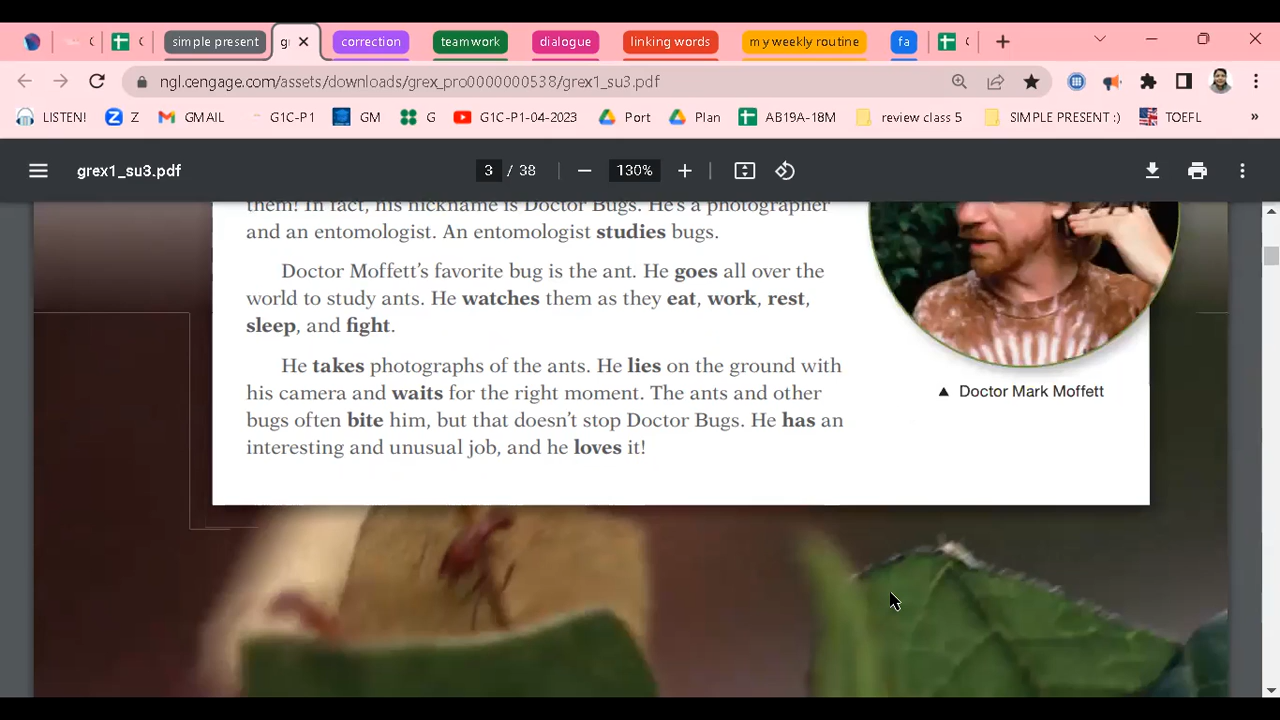 simple present
correction
teamwork
dialogue
linking words
my weekly routine
fa
ngl.cengage.com/assets/downloads/grex_pro0000000538/grex1_su3.pdf
LISTEN!
Z
GMAIL
G1C-P1
GM
G
G1C-P1-04-2023
Port
Plan
AB19A-18M
review class 5
SIMPLE PRESENT :)
TOEFL
»
grex1_su3.pdf
3 / 38
130%
them! In fact, his nickname is Doctor Bugs. He's a photographer
and an entomologist. An entomologist studies bugs.
Doctor Moffett's favorite bug is the ant. He goes all over the
world to study ants. He watches them as they eat, work, rest,
sleep, and fight.
He takes photographs of the ants. He lies on the ground with
his camera and waits for the right moment. The ants and other
bugs often bite him, but that doesn't stop Doctor Bugs. He has an
interesting and unusual job, and he loves it!
▲ Doctor Mark Moffett